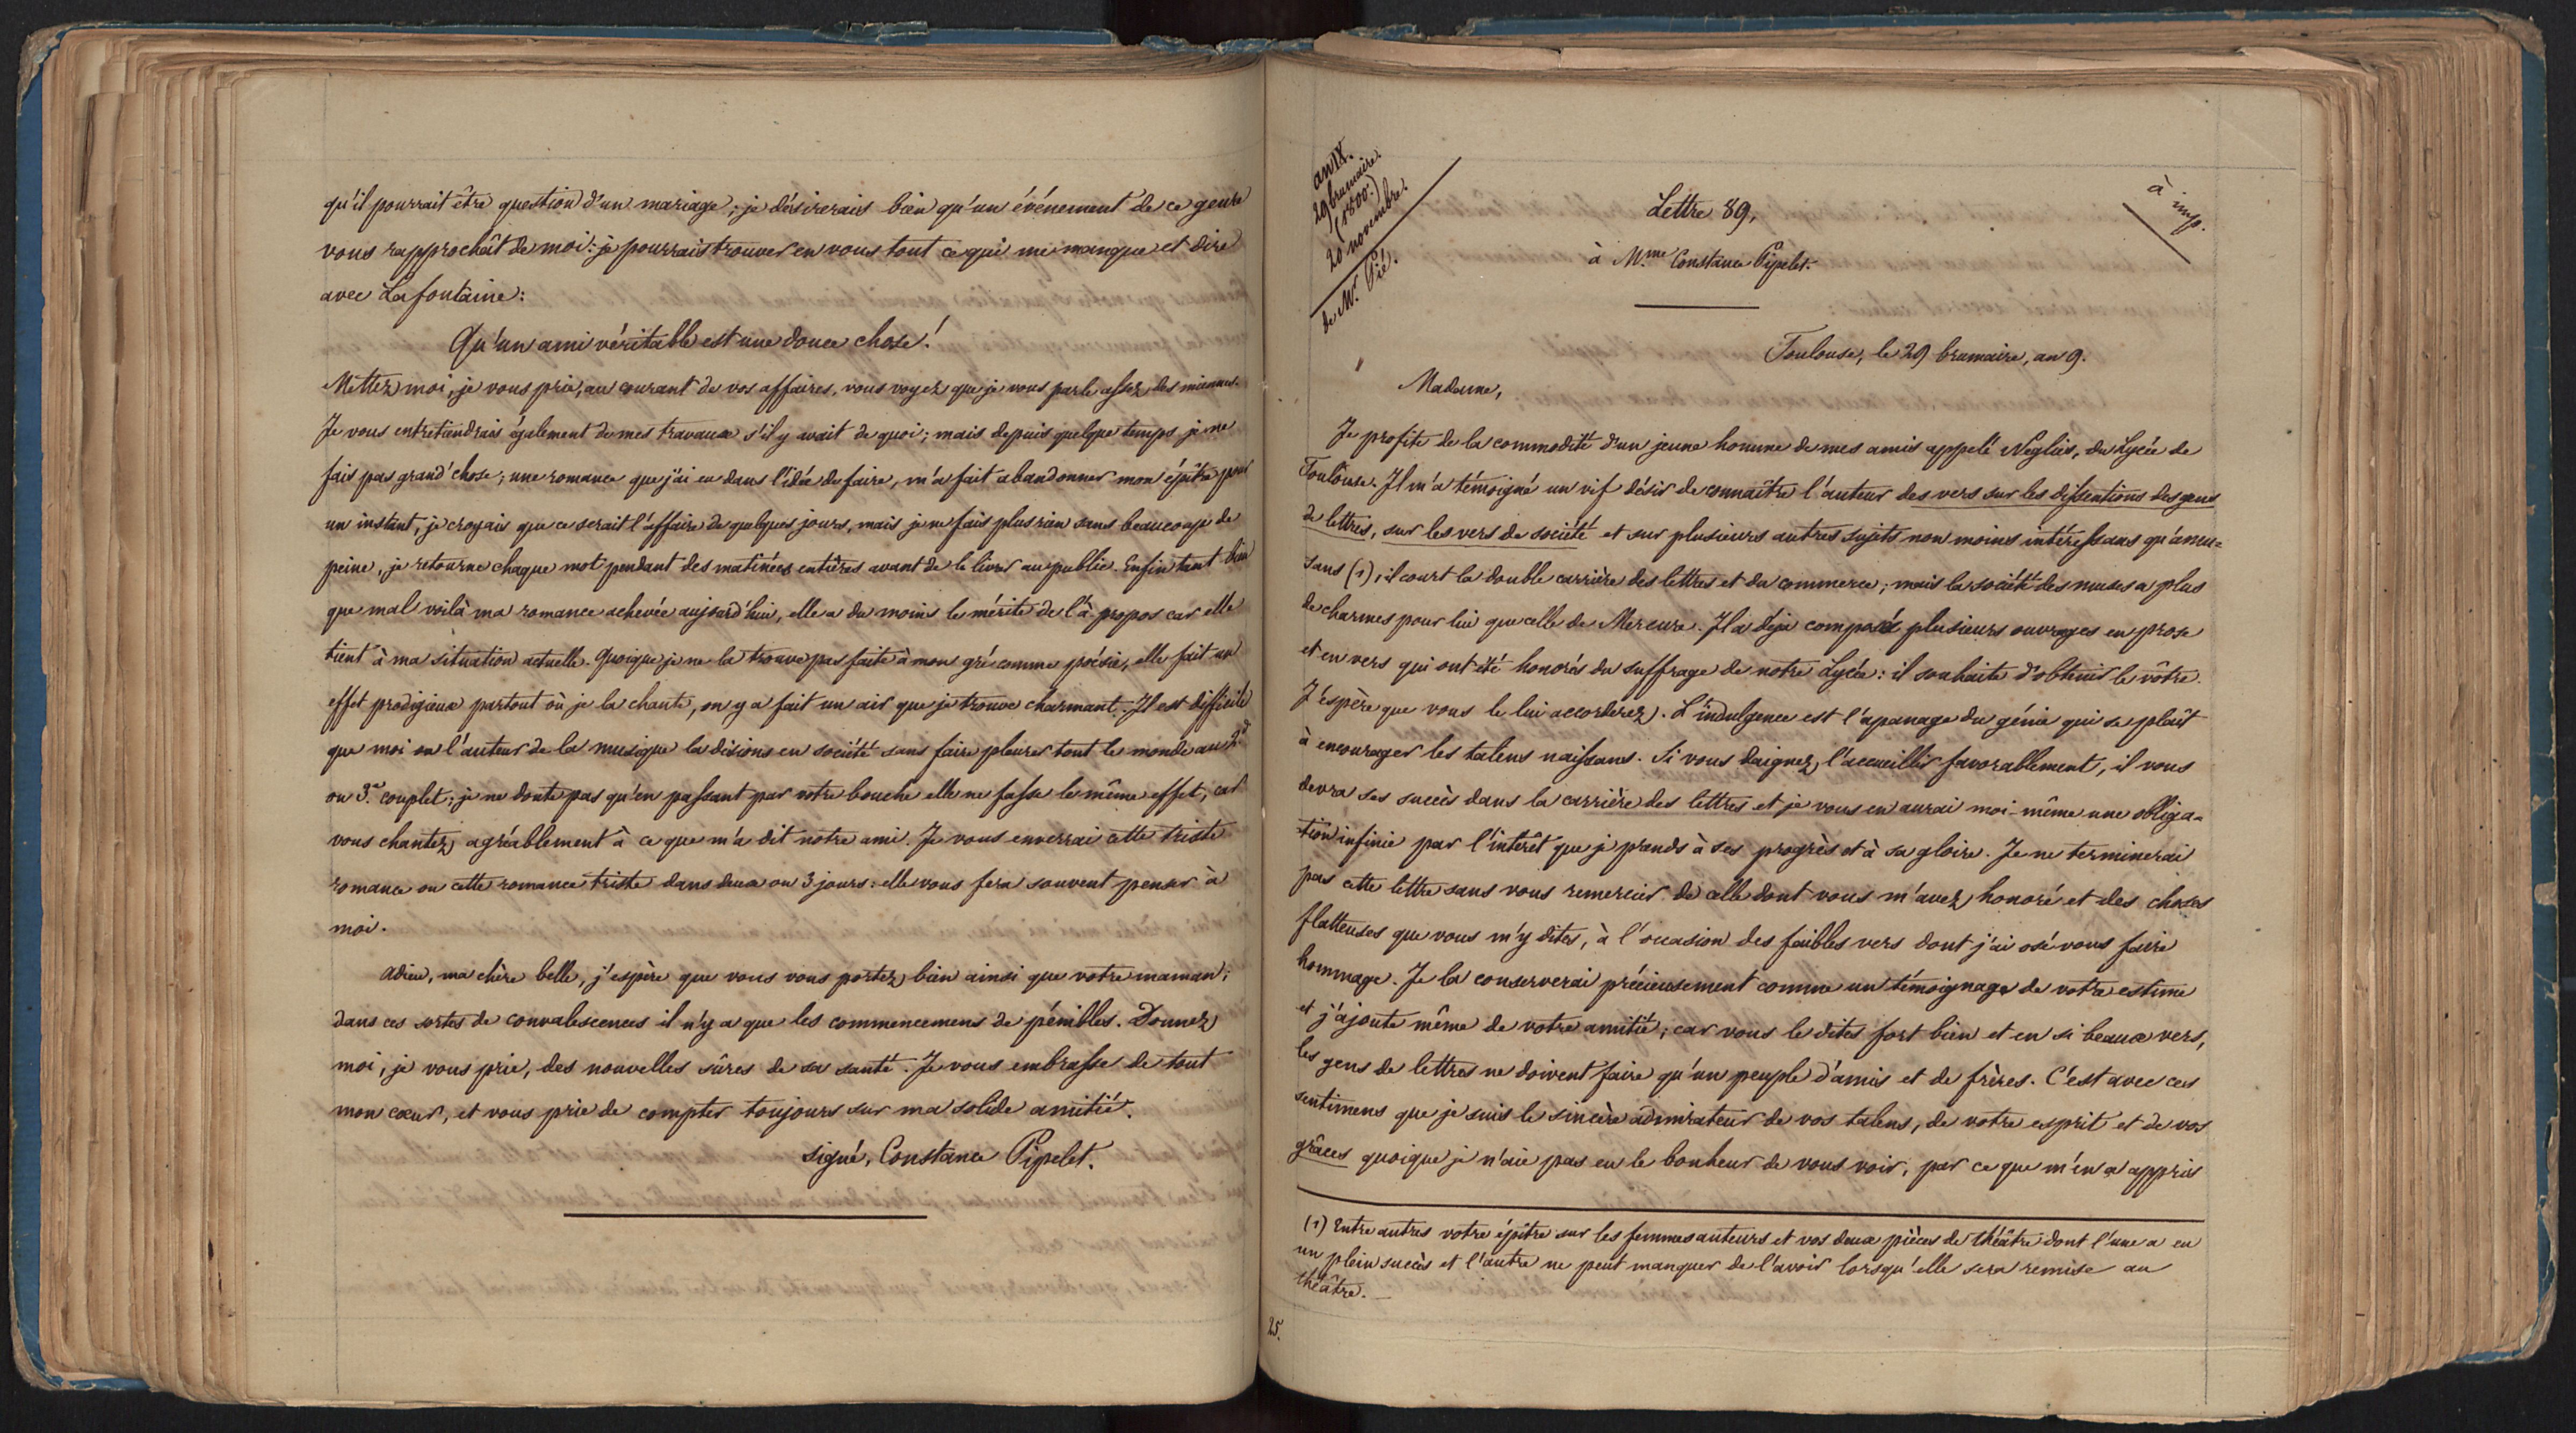 qu'il pourrait être question d'un mariage; je désirerais bien qu'un événement de ce genre
vous rapprochât de moi: je pourrais trouver en vous tout ce qui me manque et dire
avec Lafontaine:
Qu'un ami véritable est une douce chose!
Mettez moi, je vous prie, au courant de vos affaires, vous voyez que je vous parle assez des miennes.
Je vous entretiendrais également de mes travaux s'il y avait de quoi; mais depuis quelque temps je ne
fais pas grand'chose; une romance que j'ai eu dans l'idée de faire, m'a fait abandonner mon épître pour
un instant, je croyais que ce serait l'affaire de quelques jours, mais je ne fais plus rien sans beaucoup de
peine, je retourne chaque mot pendant des matinées entières avant de le livrer au public. Enfin tant bien
que mal voilà ma romance achevée aujourd'hui, elle a du moins le mérite de l'à propos car elle
tient à ma situation actuelle. Quoique je ne la trouve pas faite à mon gré comme poésie, elle fait un
effet prodigieux partout où je la chante, on y a fait un air que je trouve charmant. Il est difficile
que moi ou l'auteur de la musique la disions en société sans faire pleurer tout le monde au 2d
ou 3e. couplet; je ne doute pas qu'en passant par votre bouche elle ne fasse le même effet, car
vous chantez agréablement à ce que m'a dit notre ami. Je vous enverrai cette triste
romance ou cette romance triste dans deux ou 3 jours: elle vous fera souvent penser à
moi.
Adieu, ma chère belle, j'espère que vous vous portez bien ainsi que votre maman;
dans ces sortes de convalescences il n'y a que les commencemens de pénibles. Donnez
moi, je vous prie, des nouvelles sûres de sa santé. Je vous embrasse de tout
mon cœur, et vous prie de compter toujours sur ma solide amitié.
signé, Constance Pipelet.
an IX.
29 brumaire.
(1800.)
20 novembre.
de Mr. Pié.
à imp.
Lettre 89.
à Mme. Constance Pipelet.
Toulouse, le 29 brumaire, an 9.
Madame,
Je profite de la commodité d'un jeune homme de mes amis appelé Néglies, du Lycée de
Toulouse. Il m'a témoigné un vif désir de connaître l'auteur des vers sur les dissentions des gens
de lettres, sur les vers de société et sur plusieurs autres sujets non moins intéressans qu'amu=
sans (1), il court la double carrière des lettres et du commerce; mais la société des muses a plus
de charmes pour lui que celle de Mercure. Il a déja composé plusieurs ouvrages en prose
et en vers qui ont été honorés du suffrage de notre Lycée: il souhaite d'obtenir le vôtre.
J'espère que vous le lui accorderez. L'indulgence est l'apanage du génie qui se plaît
à encourager les talens naissans. Si vous daignez l'accueillir favorablement, il vous
devra ses succès dans la carrière des lettres et je vous en aurai moi-même une obliga=
tion infinie par l'intérêt que je prends à ses progrès et à sa gloire. Je ne terminerai
pas cette lettre sans vous remercier de celle dont vous m'avez honoré et des choses
flatteuses que vous m'y dites, à l'occasion des faibles vers dont j'ai osé vous faire
hommage. Je la conserverai précieusement comme un témoignage de votre estime
et j'ajoute même de votre amitié; car vous le dites fort bien et en si beaux vers,
les gens de lettres ne doivent faire qu'un peuple d'amis et de frères. C'est avec ces
sentimens que je suis le sincère admirateur de vos talens, de votre esprit et de vos
grâces quoique je n'aie pas eu le bonheur de vous voir, par ce que m'en a appris
(1) Entre autres votre épitre sur les femmes auteurs et vos deux pièces de théâtre dont l'une a eu
un plein succès et l'autre ne peut manquer de l'avoir lorsqu'elle sera remise au
théâtre.
25.